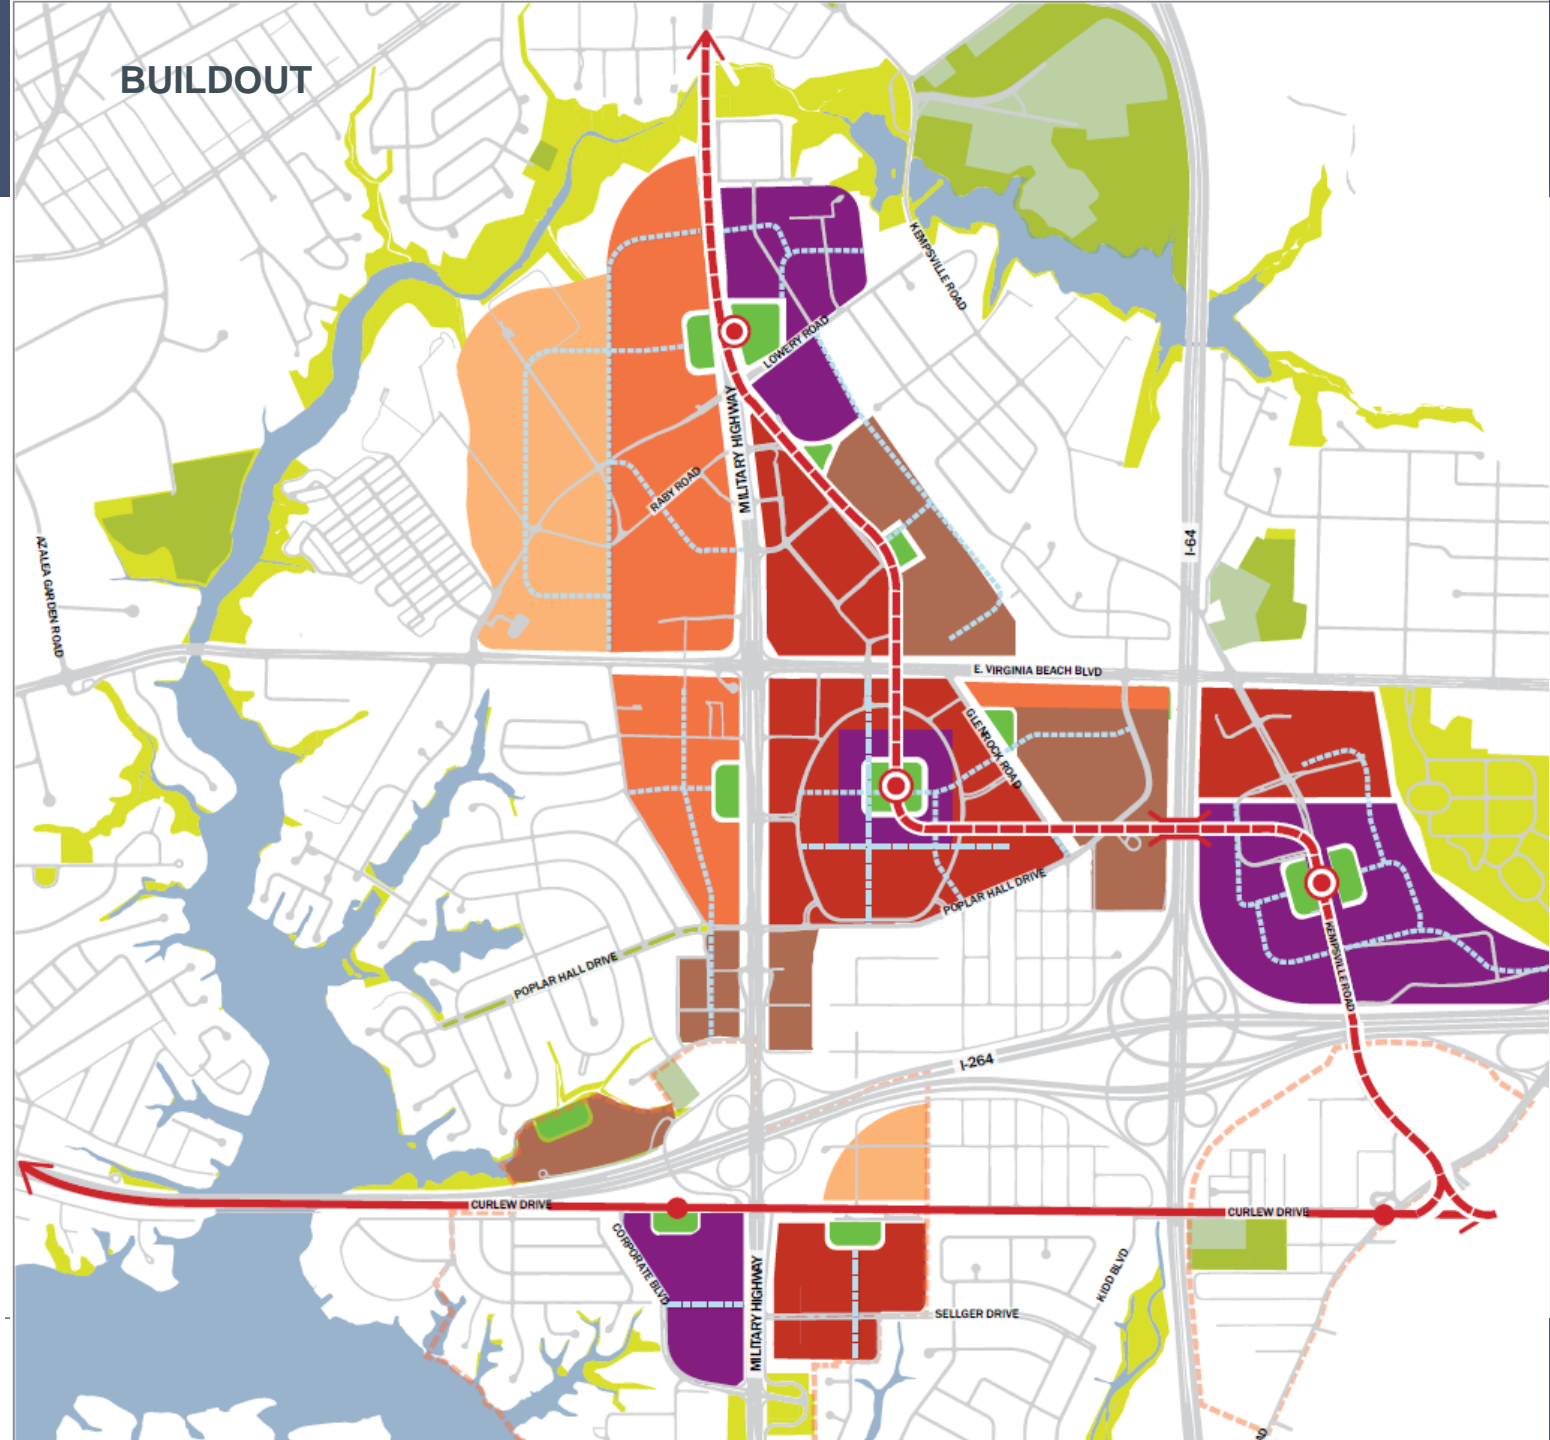 BUILDOUT
KEMPSVILLE ROAD
LOWERY ROAD
MILITARY HIGHWAY
RABY ROAD
I-64
AZALEA GARDEN ROAD
E. VIRGINIA BEACH BLVD
GLENROCK ROAD
POPLAR HALL DRIVE
POPLAR HALL DRIVE
KEMPSVILLE ROAD
I-264
CURLEW DRIVE
CURLEW DRIVE
CORPORATE BLVD
MILITARY HIGHWAY
KIDD BLVD
SELLGER DRIVE